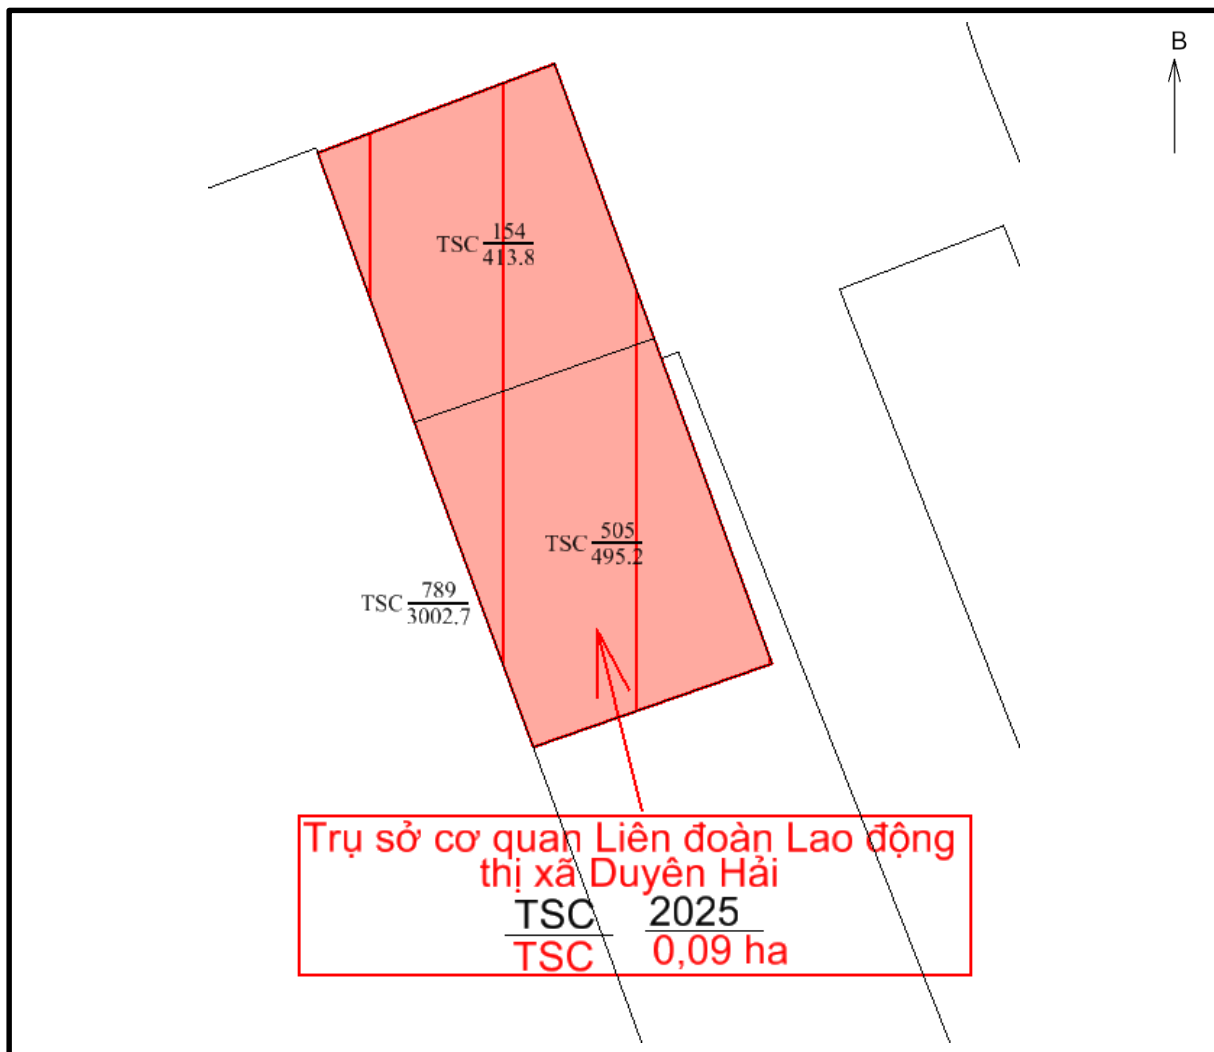 B
154
TSC
413.8
505
TSC
495.2
789
TSC
3002.7
Trụ sở cơ quan Liên đoàn Lao động
thị xã Duyên Hải
TSC 2025
TSC 0,09 ha